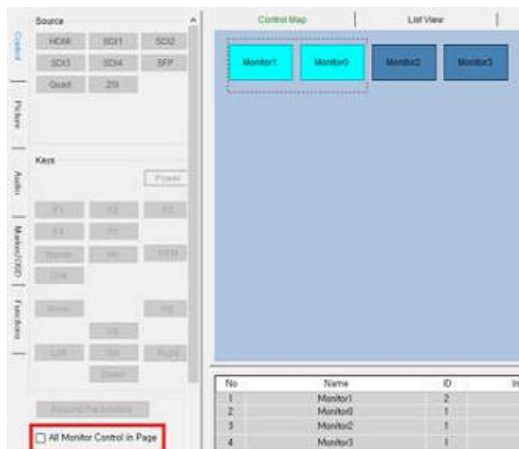 Source
HDMI SDI1 SDI2
SDI3 SDI4 SFP
Quad 2SI
Keys
Power
F1 F2 F3
F4 F5
Menu
Left Right
Down
All Monitor Control in Page
Control
Picture
Audio
Marker/OSD
Functions
Control Map List View
Monitor1 Monitor0 Monitor2 Monitor3
No Name ID
1 Monitor1 2
2 Monitor0 1
3 Monitor2 1
4 Monitor3 1